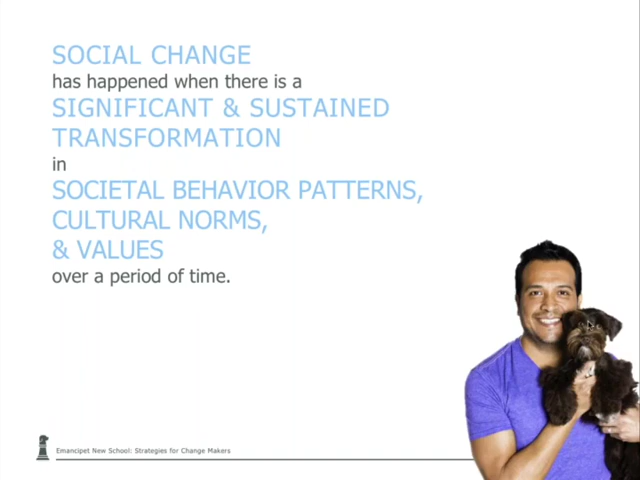 SOCIAL CHANGE
has happened when there is a
SIGNIFICANT & SUSTAINED
TRANSFORMATION
in
SOCIETAL BEHAVIOR PATTERNS,
CULTURAL NORMS,
& VALUES
over a period of time.
Emancipet New School: Strategies for Change Makers